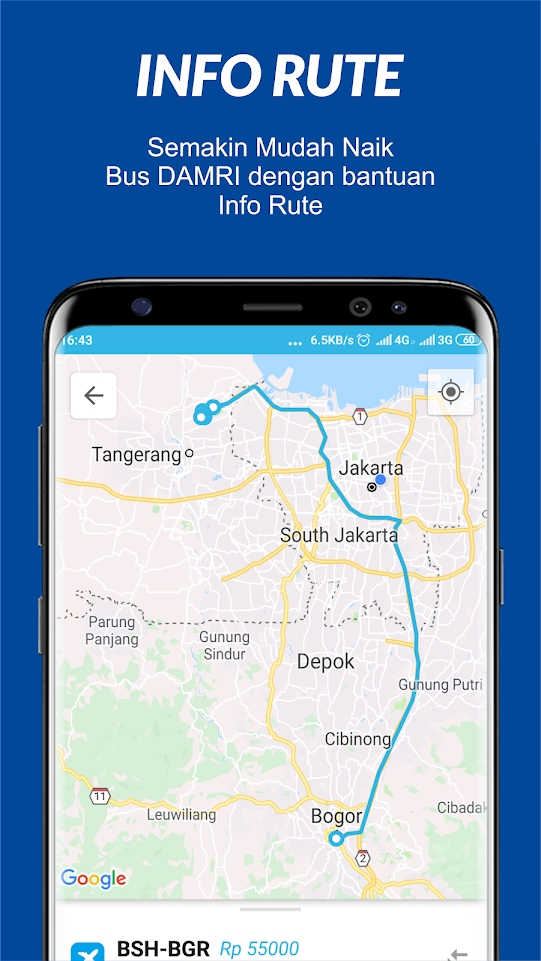 INFO RUTE
Semakin Mudah Naik
Bus DAMRI dengan bantuan
Info Rute
16:43
... 6.5KB/s 4G 3G 60
1
Tangerang
Jakarta
South Jakarta
Parung
Panjang
Gunung
Sindur
Depok
Gunung Putri
Cibinong
11
Leuwiliang
Bogor
Cibadak
2
Google
BSH-BGR Rp 55000